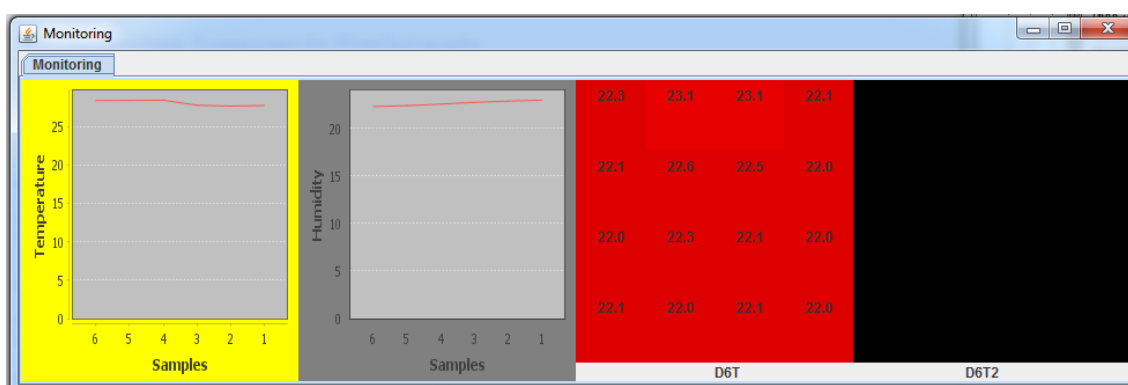 Monitoring
Monitoring
Temperature
25
20
15
10
5
0
6 5 4 3 2 1
Samples
Humidity
20
15
10
5
0
6 5 4 3 2 1
Samples
22.3 23.1 23.1 22.1
22.1 22.6 22.5 22.0
22.0 22.3 22.1 22.0
22.1 22.0 22.1 22.0
D6T
D6T2